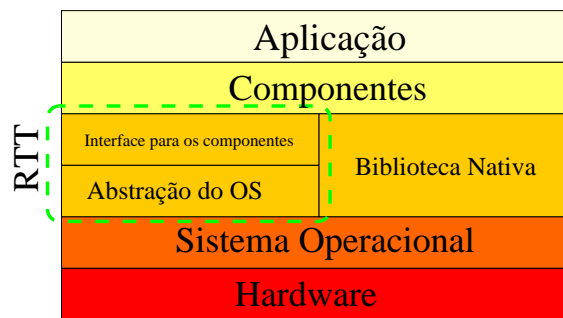 Aplicação
Componentes
RTT
Interface para os componentes
Abstração do OS
Biblioteca Nativa
Sistema Operacional
Hardware